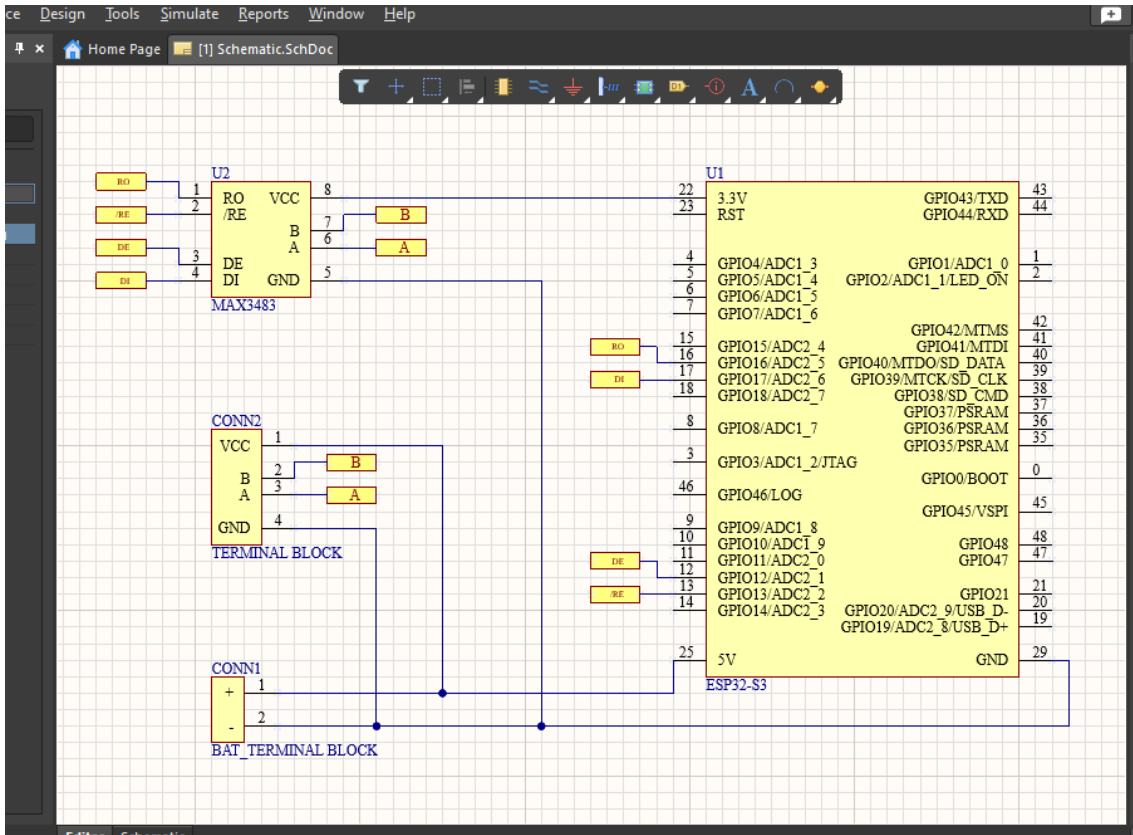 ce Design Tools Simulate Reports Window Help
Home Page [1] Schematic.SchDoc
D1
A
U2
RO
/RE
DE
DI
1
2
3
4
RO VCC
/RE
B
A
DE
DI GND
8
7
6
5
B
A
MAX3483
CONN2
VCC
B
A
GND
1
2
3
4
B
A
TERMINAL BLOCK
CONN1
+
-
1
2
BAT_TERMINAL BLOCK
U1
RO
DI
DE
/RE
22 3.3V
23 RST
4 GPIO4/ADC1_3
5 GPIO5/ADC1_4
6 GPIO6/ADC1_5
7 GPIO7/ADC1_6
15 GPIO15/ADC2_4
16 GPIO16/ADC2_5
17 GPIO17/ADC2_6
18 GPIO18/ADC2_7
8 GPIO8/ADC1_7
3 GPIO3/ADC1_2/JTAG
46 GPIO46/LOG
9 GPIO9/ADC1_8
10 GPIO10/ADC1_9
11 GPIO11/ADC2_0
12 GPIO12/ADC2_1
13 GPIO13/ADC2_2
14 GPIO14/ADC2_3
25 5V
GPIO43/TXD 43
GPIO44/RXD 44
GPIO1/ADC1_0 1
GPIO2/ADC1_1/LED_ON 2
GPIO42/MTMS 42
GPIO41/MTDI 41
GPIO40/MTDO/SD_DATA 40
GPIO39/MTCK/SD_CLK 39
GPIO38/SD_CMD 38
GPIO37/PSRAM 37
GPIO36/PSRAM 36
GPIO35/PSRAM 35
GPIO0/BOOT 0
GPIO45/VSPI 45
GPIO48 48
GPIO47 47
GPIO21 21
GPIO20/ADC2_9/USB_D- 20
GPIO19/ADC2_8/USB_D+ 19
GND 29
ESP32-S3
Editor Schematic